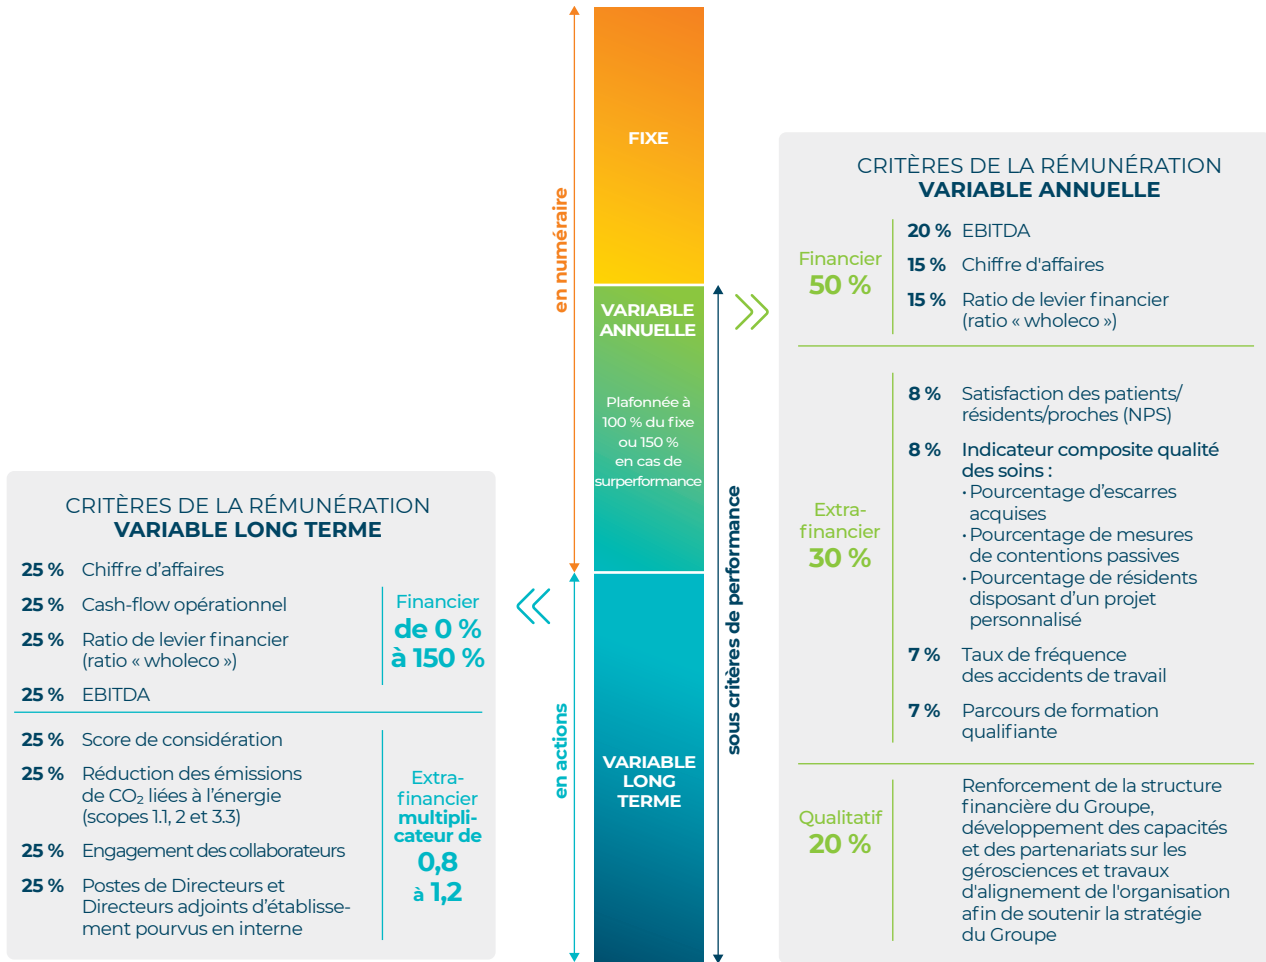 en numéraire
FIXE
VARIABLE
ANNUELLE
Plafonnée à
100 % du fixe
ou 150 %
en cas de
surperformance
en actions
VARIABLE
LONG
TERME
sous critères de performance
CRITÈRES DE LA RÉMUNÉRATION
VARIABLE ANNUELLE
Financier
50 %
20 % EBITDA
15 % Chiffre d'affaires
15 % Ratio de levier financier
(ratio « wholeco »)
Extra-
financier
30 %
8 % Satisfaction des patients/
résidents/proches (NPS)
8 % Indicateur composite qualité
des soins :
· Pourcentage d’escarres
acquises
· Pourcentage de mesures
de contentions passives
· Pourcentage de résidents
disposant d’un projet
personnalisé
7 % Taux de fréquence
des accidents de travail
7 % Parcours de formation
qualifiante
Qualitatif
20 %
Renforcement de la structure
financière du Groupe,
développement des capacités
et des partenariats sur les
gérosciences et travaux
d'alignement de l'organisation
afin de soutenir la stratégie
du Groupe
CRITÈRES DE LA RÉMUNÉRATION
VARIABLE LONG TERME
25 % Chiffre d’affaires
25 % Cash-flow opérationnel
25 % Ratio de levier financier
(ratio « wholeco »)
25 % EBITDA
Financier
de 0 %
à 150 %
25 % Score de considération
25 % Réduction des émissions
de CO₂ liées à l’énergie
(scopes 1.1, 2 et 3.3)
25 % Engagement des collaborateurs
25 % Postes de Directeurs et
Directeurs adjoints d’établisse-
ment pourvus en interne
Extra-
financier
multipli-
cateur de
0,8
à 1,2